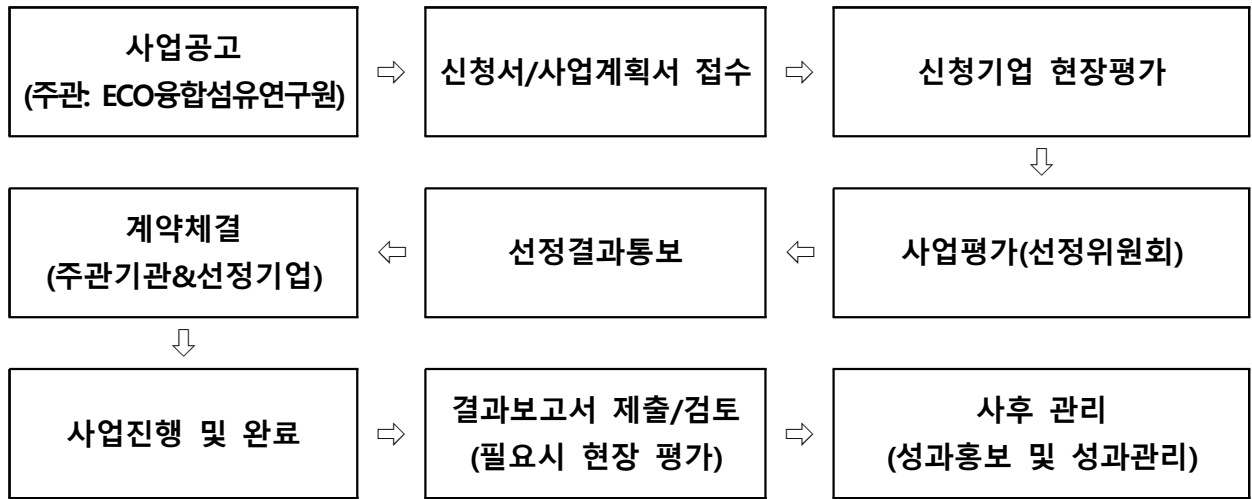 사업공고
(주관: ECO융합섬유연구원)
⇨
신청서/사업계획서 접수
⇨
신청기업 현장평가
⇩
사업평가(선정위원회)
⇦
선정결과통보
⇦
계약체결
(주관기관&선정기업)
⇩
사업진행 및 완료
⇨
결과보고서 제출/검토
(필요시 현장 평가)
⇨
사후 관리
(성과홍보 및 성과관리)